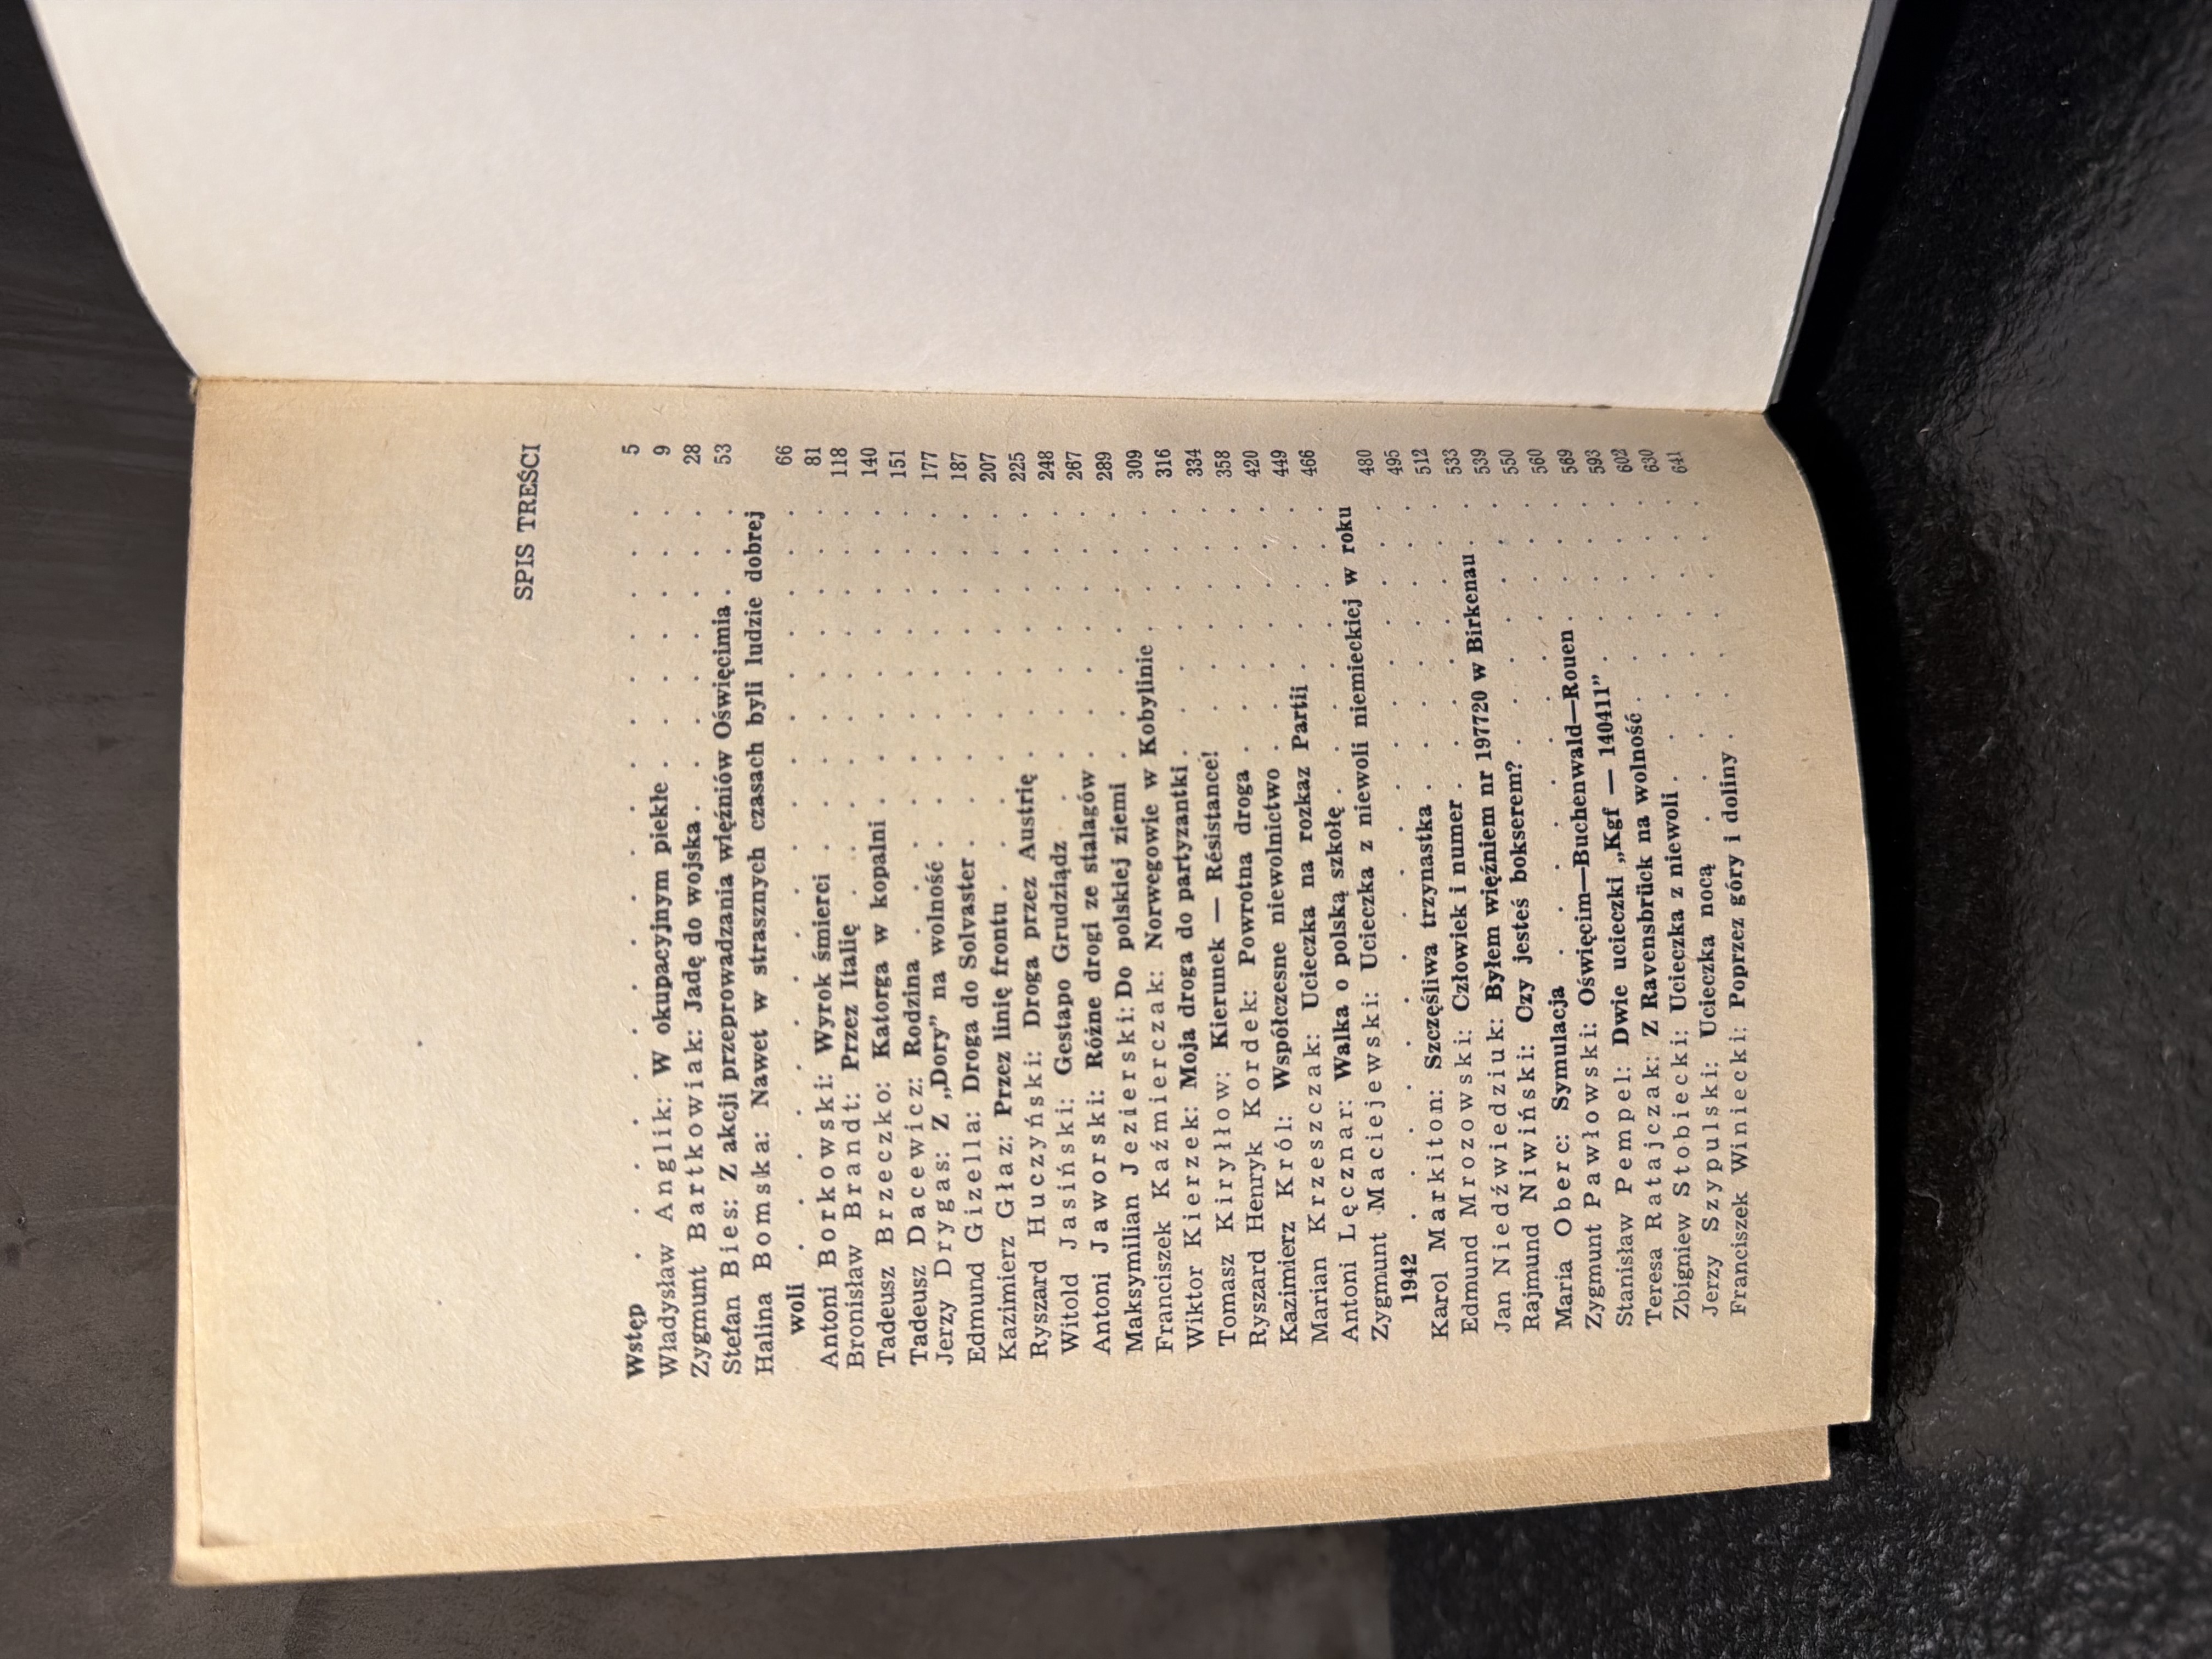 SPIS TREŚCI
Wstęp . . . . . . . . . . . . . . 5
Władysław Anglik: W okupacyjnym piekle . . . . . . 9
Zygmunt Bartkowiak: Jadę do wojska . . . . . . . 28
Stefan Bies: Z akcji przeprowadzania więźniów Oświęcimia . . . 53
Halina Bomska: Nawet w strasznych czasach byli ludzie dobrej
woli . . . . . . . . . . . . . . 66
Antoni Borkowski: Wyrok śmierci . . . . . . . . 81
Bronisław Brandt: Przez Italię . . . . . . . . 118
Tadeusz Brzeczko: Katorga w kopalni . . . . . . . 140
Tadeusz Dacewicz: Rodzina . . . . . . . . . 151
Jerzy Drygas: Z „Dory” na wolność . . . . . . . 177
Edmund Gizella: Droga do Solvaster . . . . . . . 187
Kazimierz Głaz: Przez linię frontu . . . . . . . . 207
Ryszard Huczyński: Droga przez Austrię . . . . . . 225
Witold Jasiński: Gestapo Grudziądz . . . . . . . 248
Antoni Jaworski: Różne drogi ze stalagów . . . . . . 267
Maksymilian Jezierski: Do polskiej ziemi . . . . . . 289
Franciszek Kaźmierczak: Norwegowie w Kobylinie . . . . 309
Wiktor Kierzek: Moja droga do partyzantki . . . . . . 316
Tomasz Kiryłow: Kierunek — Résistance! . . . . . . 334
Ryszard Henryk Kordek: Powrotna droga . . . . . . 358
Kazimierz Król: Współczesne niewolnictwo . . . . . . 420
Marian Krzeszczak: Ucieczka na rozkaz Partii . . . . . 449
Antoni Lęcznar: Walka o polską szkołę . . . . . . . 466
Zygmunt Maciejewski: Ucieczka z niewoli niemieckiej w roku
1942 . . . . . . . . . . . . . . 480
Karol Markiton: Szczęśliwa trzynastka . . . . . . . 495
Edmund Mrozowski: Człowiek i numer . . . . . . . 512
Jan Niedźwiedziuk: Byłem więźniem nr 197720 w Birkenau . . 533
Rajmund Niwiński: Czy jesteś bokserem? . . . . . . 539
Maria Oberc: Symulacja . . . . . . . . . . 550
Zygmunt Pawłowski: Oświęcim—Buchenwald—Rouen . . . . 560
Stanisław Pempel: Dwie ucieczki „Kgf — 140411” . . . . . 569
Teresa Ratajczak: Z Ravensbrück na wolność . . . . . 593
Zbigniew Stobiecki: Ucieczka z niewoli . . . . . . . 602
Jerzy Szypulski: Ucieczka nocą . . . . . . . . 630
Franciszek Winiecki: Poprzez góry i doliny . . . . . . 641